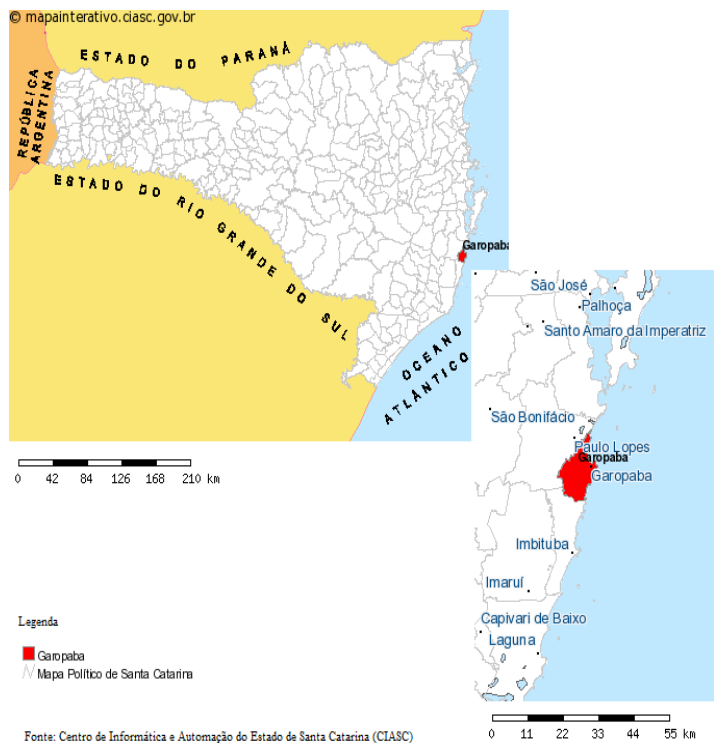 © mapainterativo.ciasc.gov.br
ESTADO DO PARANÁ
REPÚBLICA
ARGENTINA
ESTADO DO RIO GRANDE DO SUL
Garopaba
OCEANO
ATLANTICO
São José
Palhoça
Santo Amaro da Imperatriz
São Bonifácio
Paulo Lopes
Garopaba
Garopaba
Imbituba
Imaruí
Capivari de Baixo
Laguna
0 42 84 126 168 210 km
Legenda
Garopaba
Mapa Político de Santa Catarina
0 11 22 33 44 55 km
Fonte: Centro de Informática e Automação do Estado de Santa Catarina (CIASC)